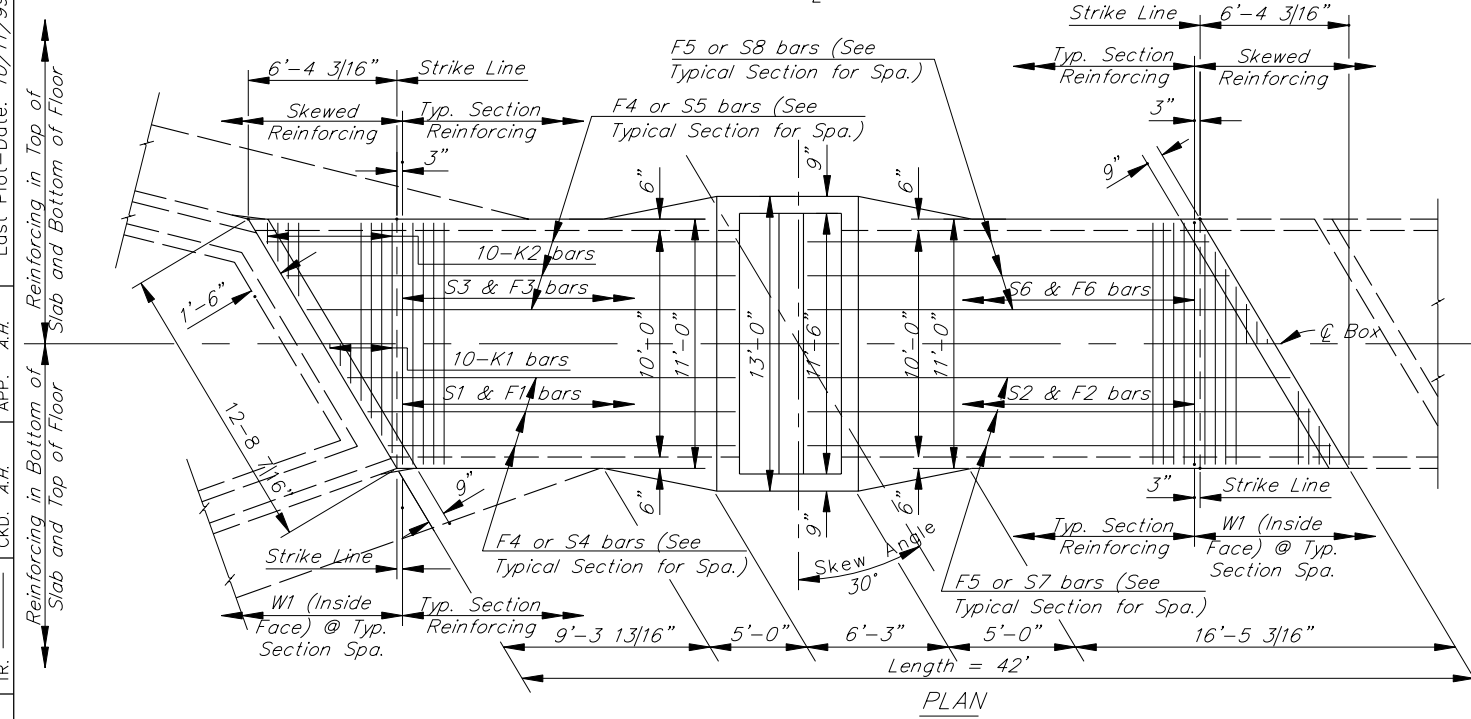 Last Plot-Date: 10/11/99
APP. A.H.
CKD. A.H.
TR.
Reinforcing in Top of
Slab and Bottom of Floor
Reinforcing in Bottom of
Slab and Top of Floor
6'-4 3/16"
Strike Line
Skewed
Reinforcing
Typ. Section
Reinforcing
3"
F5 or S8 bars (See
Typical Section for Spa.)
F4 or S5 bars (See
Typical Section for Spa.)
Strike Line
6'-4 3/16"
Typ. Section
Reinforcing
Skewed
Reinforcing
3"
9"
6"
9"
6"
10-K2 bars
S3 & F3 bars
S6 & F6 bars
1'-6"
10'-0"
11'-0"
13'-0"
11'-6"
10'-0"
11'-0"
℄ Box
10-K1 bars
S1 & F1 bars
S2 & F2 bars
12-8 7/16"
9"
6"
9"
6"
3"
Strike Line
Strike Line
F4 or S4 bars (See
Typical Section for Spa.)
Skew Angle
30°
Typ. Section
Reinforcing
W1 (Inside
Face) @ Typ.
Section Spa.
F5 or S7 bars (See
Typical Section for Spa.)
W1 (Inside
Face) @ Typ.
Section Spa.
Typ. Section
Reinforcing
9'-3 13/16"
5'-0"
6'-3"
5'-0"
16'-5 3/16"
Length = 42'
PLAN